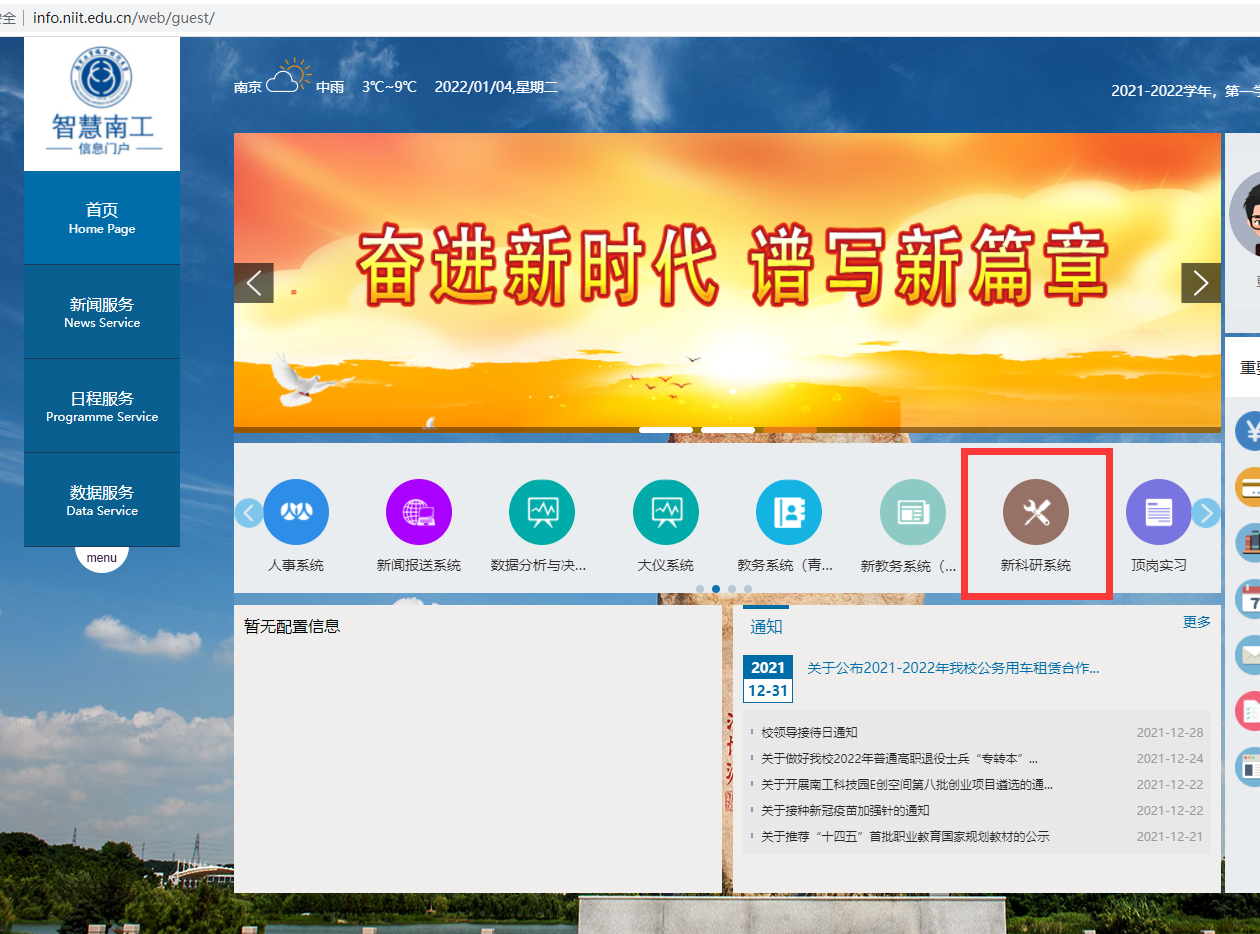 安全 info.niit.edu.cn/web/guest/
智慧南工
信息门户
首页
Home Page
新闻服务
News Service
日程服务
Programme Service
数据服务
Data Service
menu
南京 中雨 3℃~9℃ 2022/01/04,星期二
2021-2022学年，第一学
奋进新时代 谱写新篇章
重要
人事系统
新闻报送系统
数据分析与决...
大仪系统
教务系统（青...
新教务系统（...
新科研系统
顶岗实习
暂无配置信息
通知
更多
2021
12-31
关于公布2021-2022年我校公务用车租赁合作...
校领导接待日通知 2021-12-28
关于做好我校2022年普通高职退役士兵“专转本”... 2021-12-24
关于开展南工科技园E创空间第八批创业项目遴选的通... 2021-12-22
关于接种新冠疫苗加强针的通知 2021-12-22
关于推荐“十四五”首批职业教育国家规划教材的公示 2021-12-21
¥
7